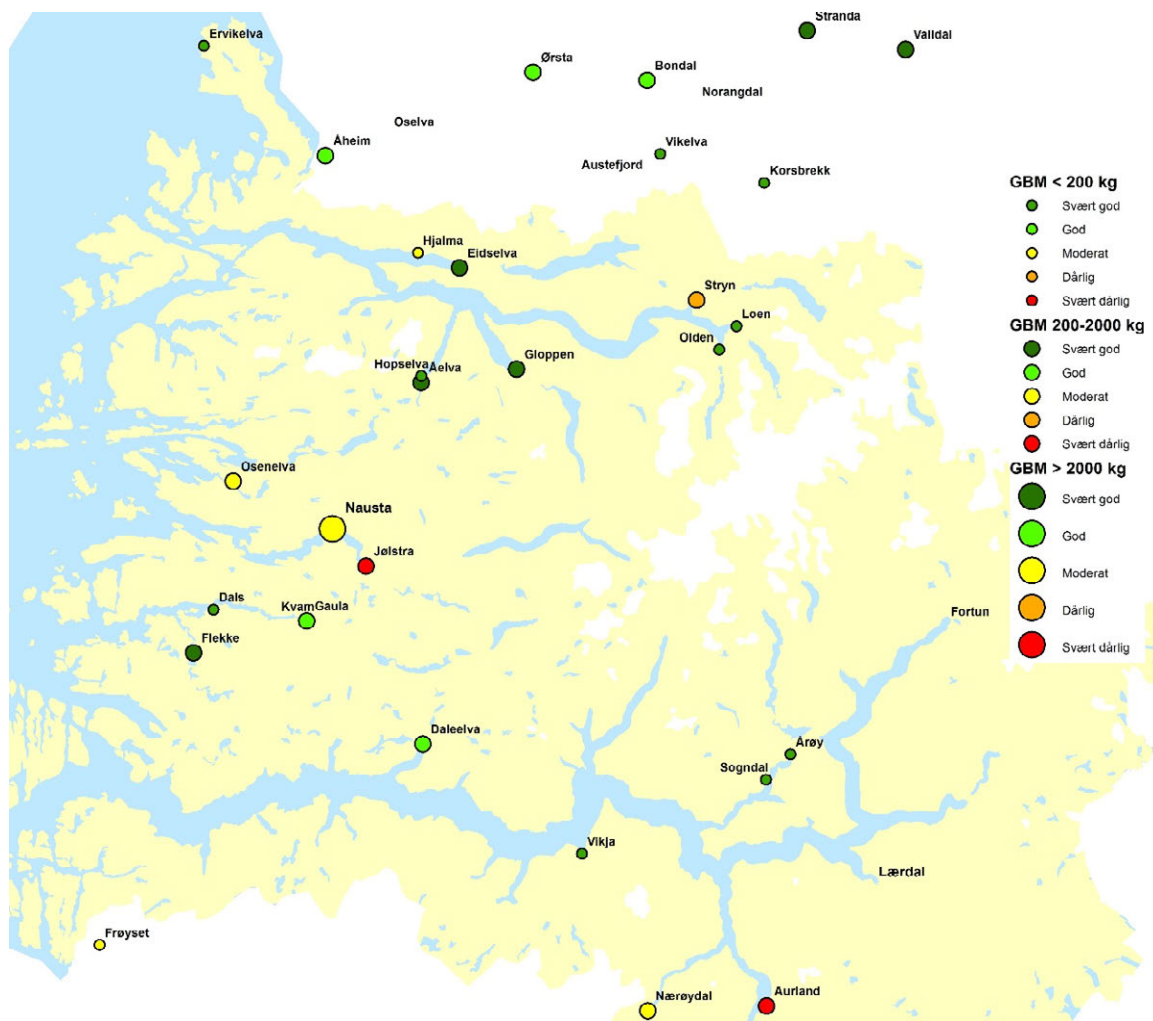 Stranda
Ervikelva
Valldal
Ørsta
Bondal
Norangdal
Oselva
Åheim
Vikelva
Austefjord
Korsbrekk
GBM < 200 kg
Svært god
God
Moderat
Dårlig
Svært dårlig
GBM 200-2000 kg
Svært god
God
Moderat
Dårlig
Svært dårlig
GBM > 2000 kg
Svært god
God
Moderat
Dårlig
Svært dårlig
Hjalma
Eidselva
Stryn
Loen
Olden
Gloppen
Hopselva
Aelva
Osenelva
Nausta
Jølstra
Dals
Kvam
Gaula
Flekke
Fortun
Daleelva
Årøy
Sogndal
Vikja
Lærdal
Frøyset
Nærøydal
Aurland